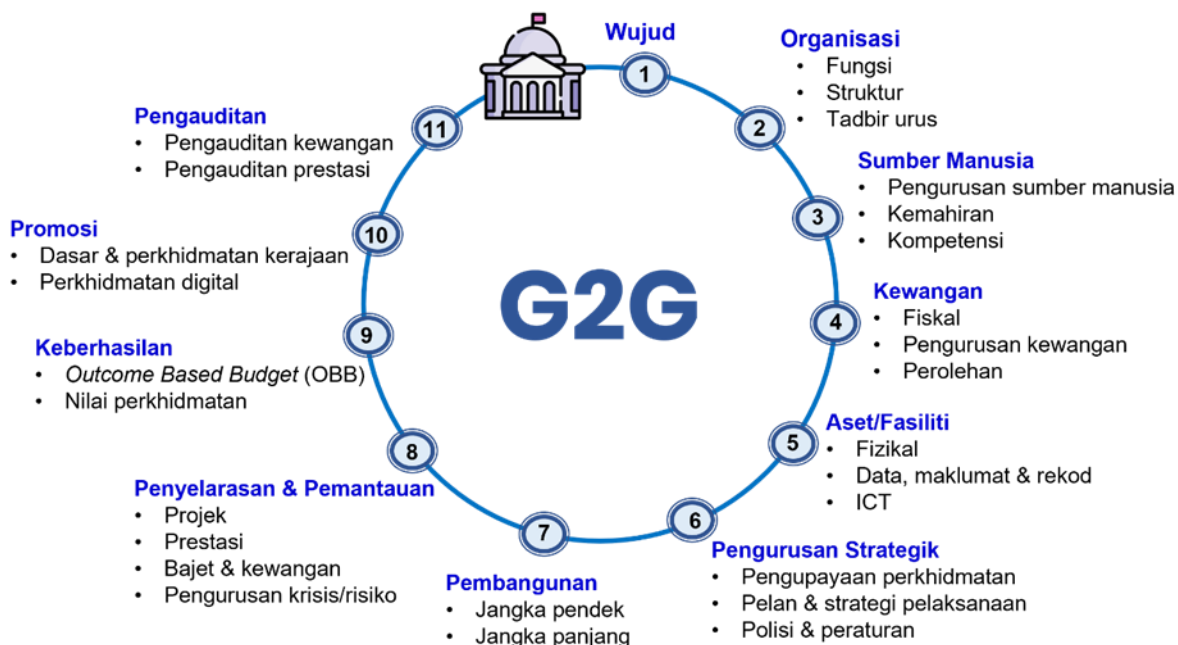 G2G
1
Wujud
2
Organisasi
• Fungsi
• Struktur
• Tadbir urus
3
Sumber Manusia
• Pengurusan sumber manusia
• Kemahiran
• Kompetensi
4
Kewangan
• Fiskal
• Pengurusan kewangan
• Perolehan
5
Aset/Fasiliti
• Fizikal
• Data, maklumat & rekod
• ICT
6
Pengurusan Strategik
• Pengupayaan perkhidmatan
• Pelan & strategi pelaksanaan
• Polisi & peraturan
7
Pembangunan
• Jangka pendek
• Jangka panjang
8
Penyelarasan & Pemantauan
• Projek
• Prestasi
• Bajet & kewangan
• Pengurusan krisis/risiko
9
Keberhasilan
• Outcome Based Budget (OBB)
• Nilai perkhidmatan
10
Promosi
• Dasar & perkhidmatan kerajaan
• Perkhidmatan digital
11
Pengauditan
• Pengauditan kewangan
• Pengauditan prestasi